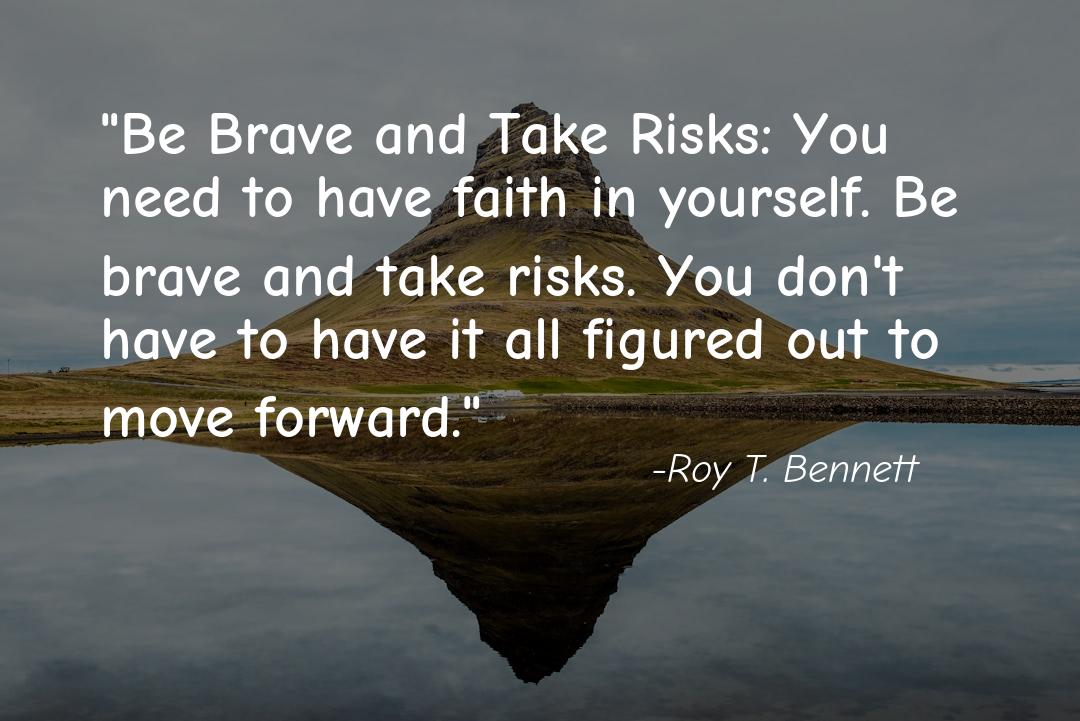 "Be Brave and Take Risks: You
need to have faith in yourself. Be
brave and take risks. You don't
have to have it all figured out to
move forward."
-Roy T. Bennett